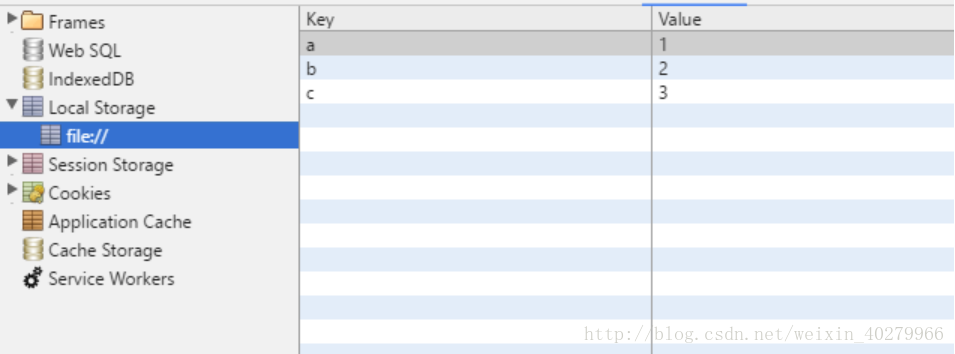 Frames
Web SQL
IndexedDB
Local Storage
file://
Session Storage
Cookies
Application Cache
Cache Storage
Service Workers
Key Value
a 1
b 2
c 3
http://blog.csdn.net/weixin_40279966